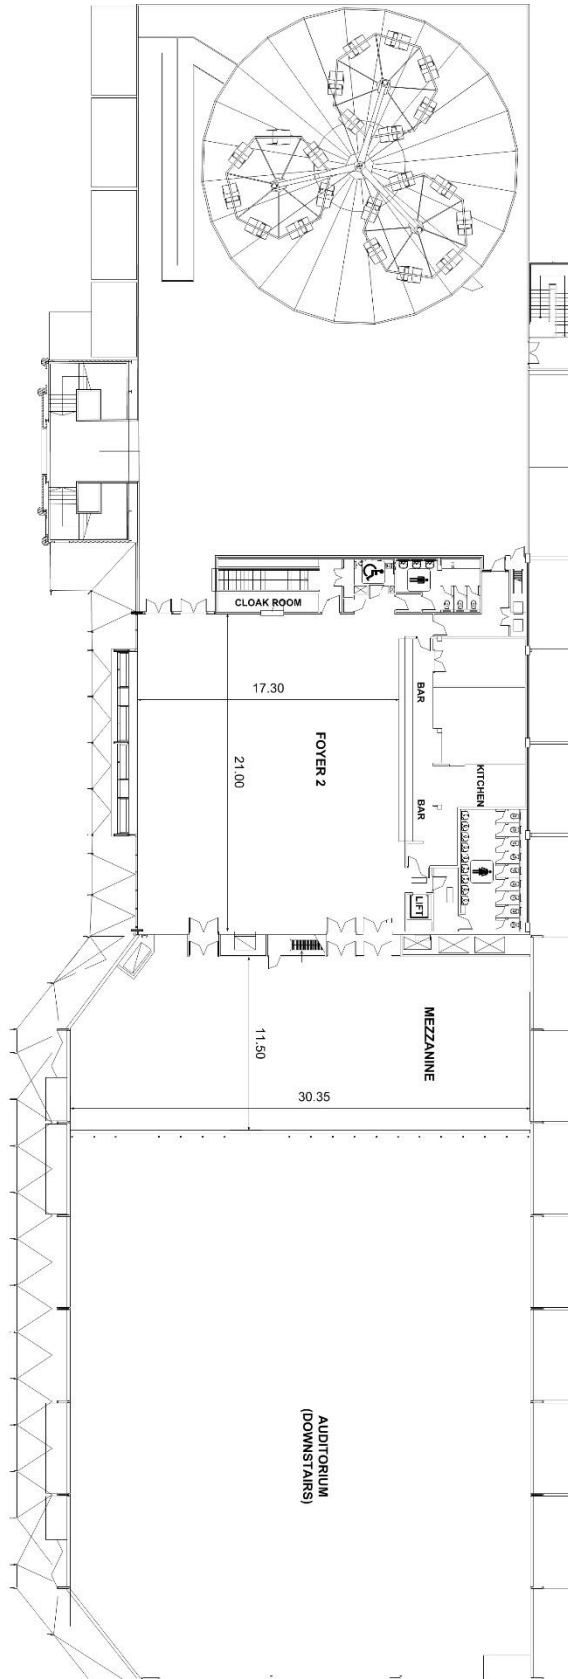 CLOAK ROOM
17.30
21.00
FOYER 2
BAR
BAR
KITCHEN
LIFT
11.50
MEZZANINE
30.35
AUDITORIUM
(DOWNSTAIRS)